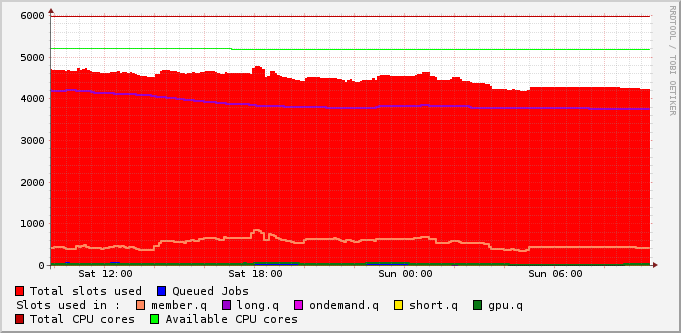 6000
5000
4000
3000
2000
1000
0
Sat 12:00 Sat 18:00 Sun 00:00 Sun 06:00
Total slots used Queued Jobs
Slots used in : member.q long.q ondemand.q short.q gpu.q
Total CPU cores Available CPU cores
RRDTOOL / TOBI OETIKER